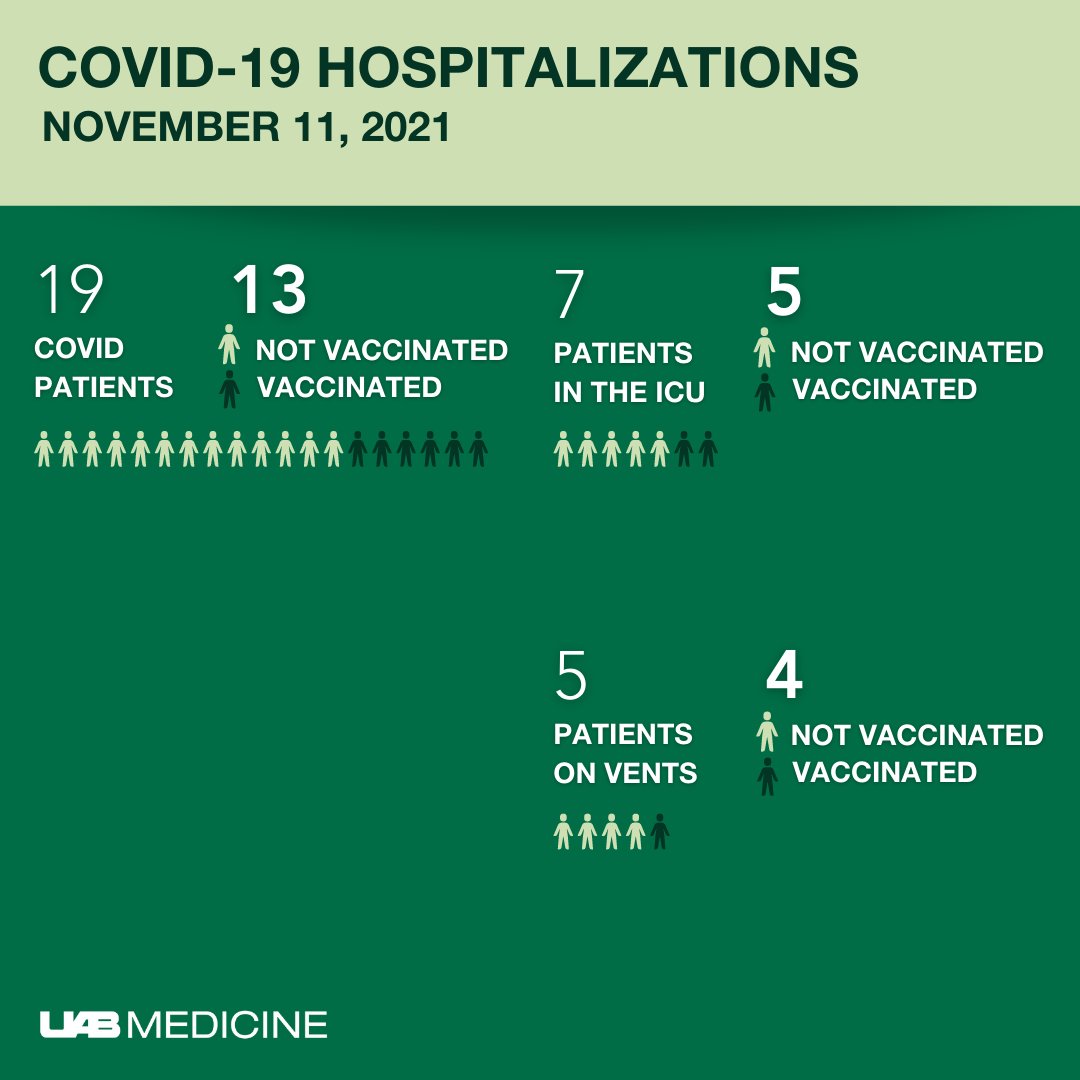 COVID-19 HOSPITALIZATIONS
NOVEMBER 11, 2021
19
COVID
PATIENTS
13
NOT VACCINATED
VACCINATED
7
PATIENTS
IN THE ICU
5
NOT VACCINATED
VACCINATED
5
PATIENTS
ON VENTS
4
NOT VACCINATED
VACCINATED
UAB MEDICINE